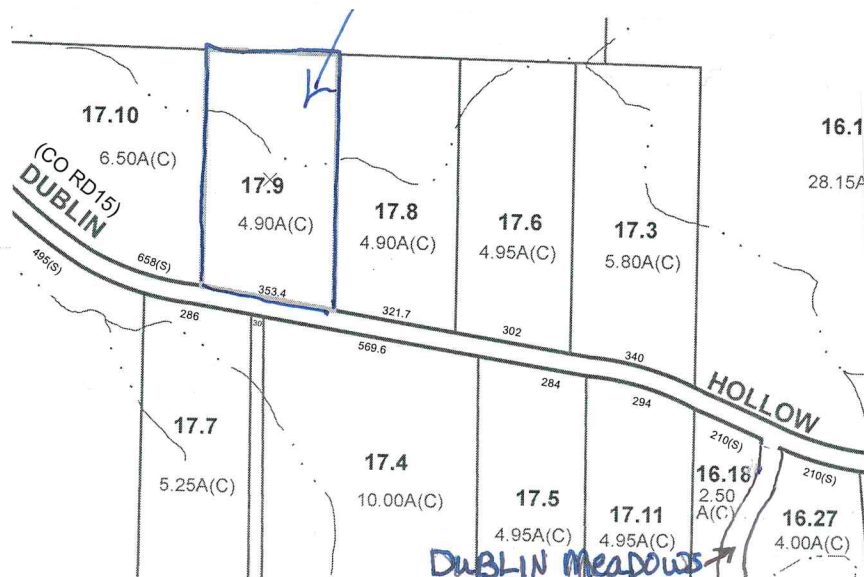 17.10
6.50A(C)
(CO RD15)
DUBLIN
17.9
4.90A(C)
17.8
4.90A(C)
17.6
4.95A(C)
17.3
5.80A(C)
16.1
28.15A
495(S)
658(S)
353.4
321.7
302
340
HOLLOW
286
30
569.6
284
294
210(S)
210(S)
17.7
5.25A(C)
17.4
10.00A(C)
17.5
4.95A(C)
17.11
4.95A(C)
16.18
2.50
A(C)
16.27
4.00A(C)
DUBLIN MeADOWS